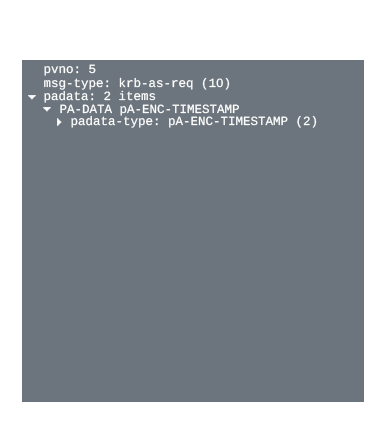 pvno: 5
msg-type: krb-as-req (10)
padata: 2 items
PA-DATA pA-ENC-TIMESTAMP
padata-type: pA-ENC-TIMESTAMP (2)